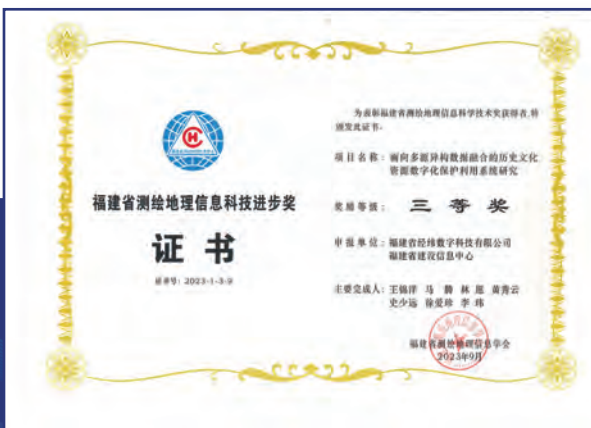 福建省测绘地理信息科技进步奖
证书
证书号：2023-1-3-9
为表彰福建省测绘地理信息科学技术奖获得者，特
颁发此证书。
项目名称：面向多源异构数据融合的历史文化
资源数字化保护利用系统研究
奖励等级：三等奖
申报单位：福建省经纬数字科技有限公司
福建省建设信息中心
主要完成人：王锦洋 马 腾 林 愿 黄青云
史少远 徐爱珍 李 玮
福建省测绘地理信息学会
2023年9月